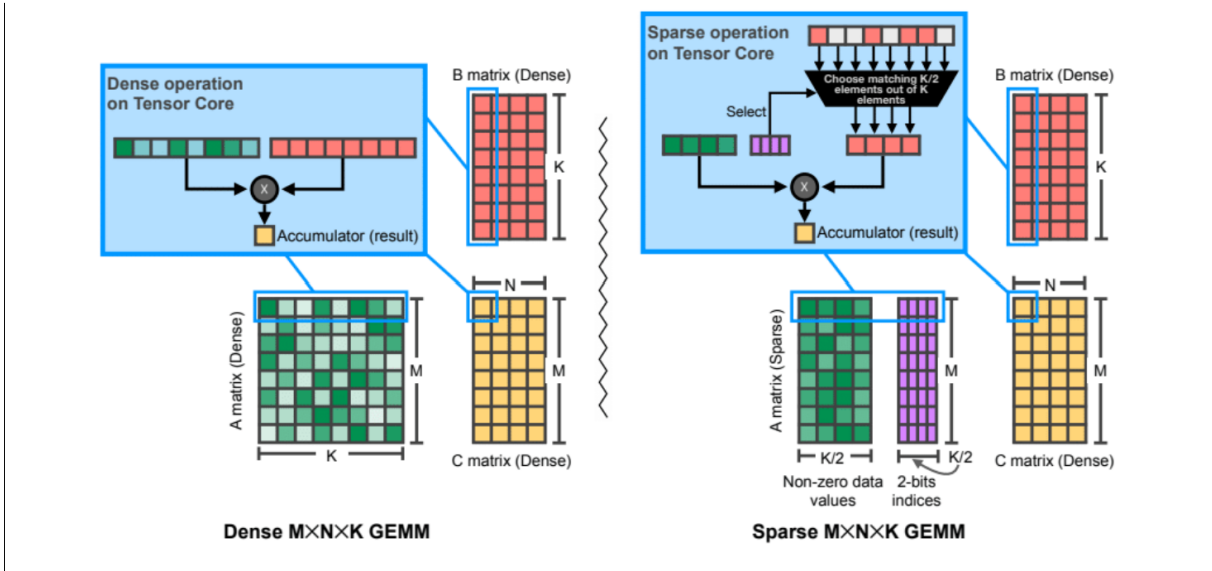 Dense operation
on Tensor Core
B matrix (Dense)
K
X
Accumulator (result)
N
A matrix (Dense)
M
M
K
C matrix (Dense)
Dense M×N×K GEMM
Sparse operation
on Tensor Core
Choose matching K/2
elements out of K
elements
Select
B matrix (Dense)
K
X
Accumulator (result)
N
A matrix (Sparse)
M
M
K/2
K/2
Non-zero data
values
2-bits
indices
C matrix (Dense)
Sparse M×N×K GEMM